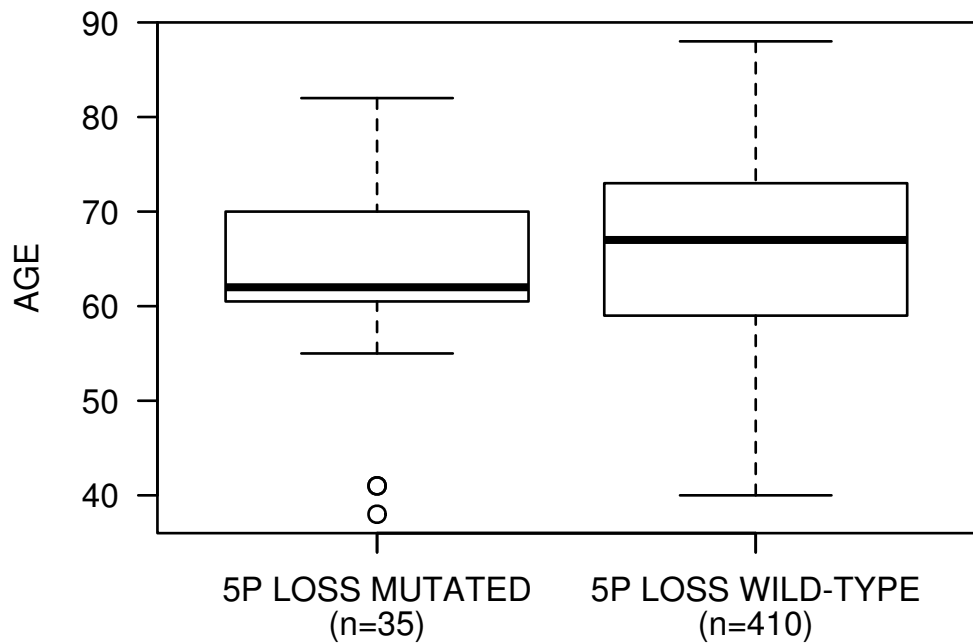 90
80
70
60
50
40
AGE
5P LOSS MUTATED
(n=35)
5P LOSS WILD-TYPE
(n=410)